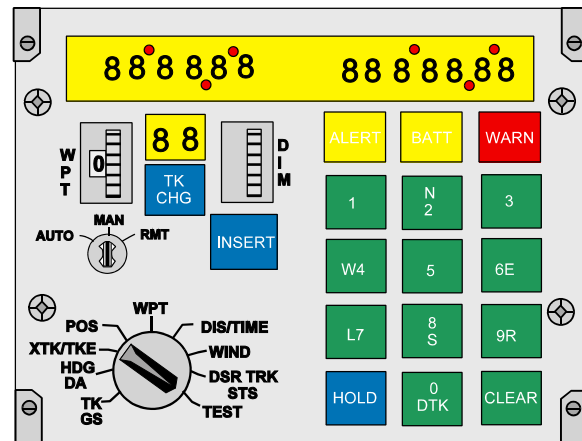 888888 8888888
WPT
0
88
DIM
ALERT BATT WARN
TK
CHG
1
N
2
3
MAN
AUTO RMT
INSERT
W4 5 6E
WPT
POS DIS/TIME
XTK/TKE WIND
HDG
DA
DSR TRK
STS
TK
GS
TEST
L7
8
S
9R
HOLD
0
DTK
CLEAR